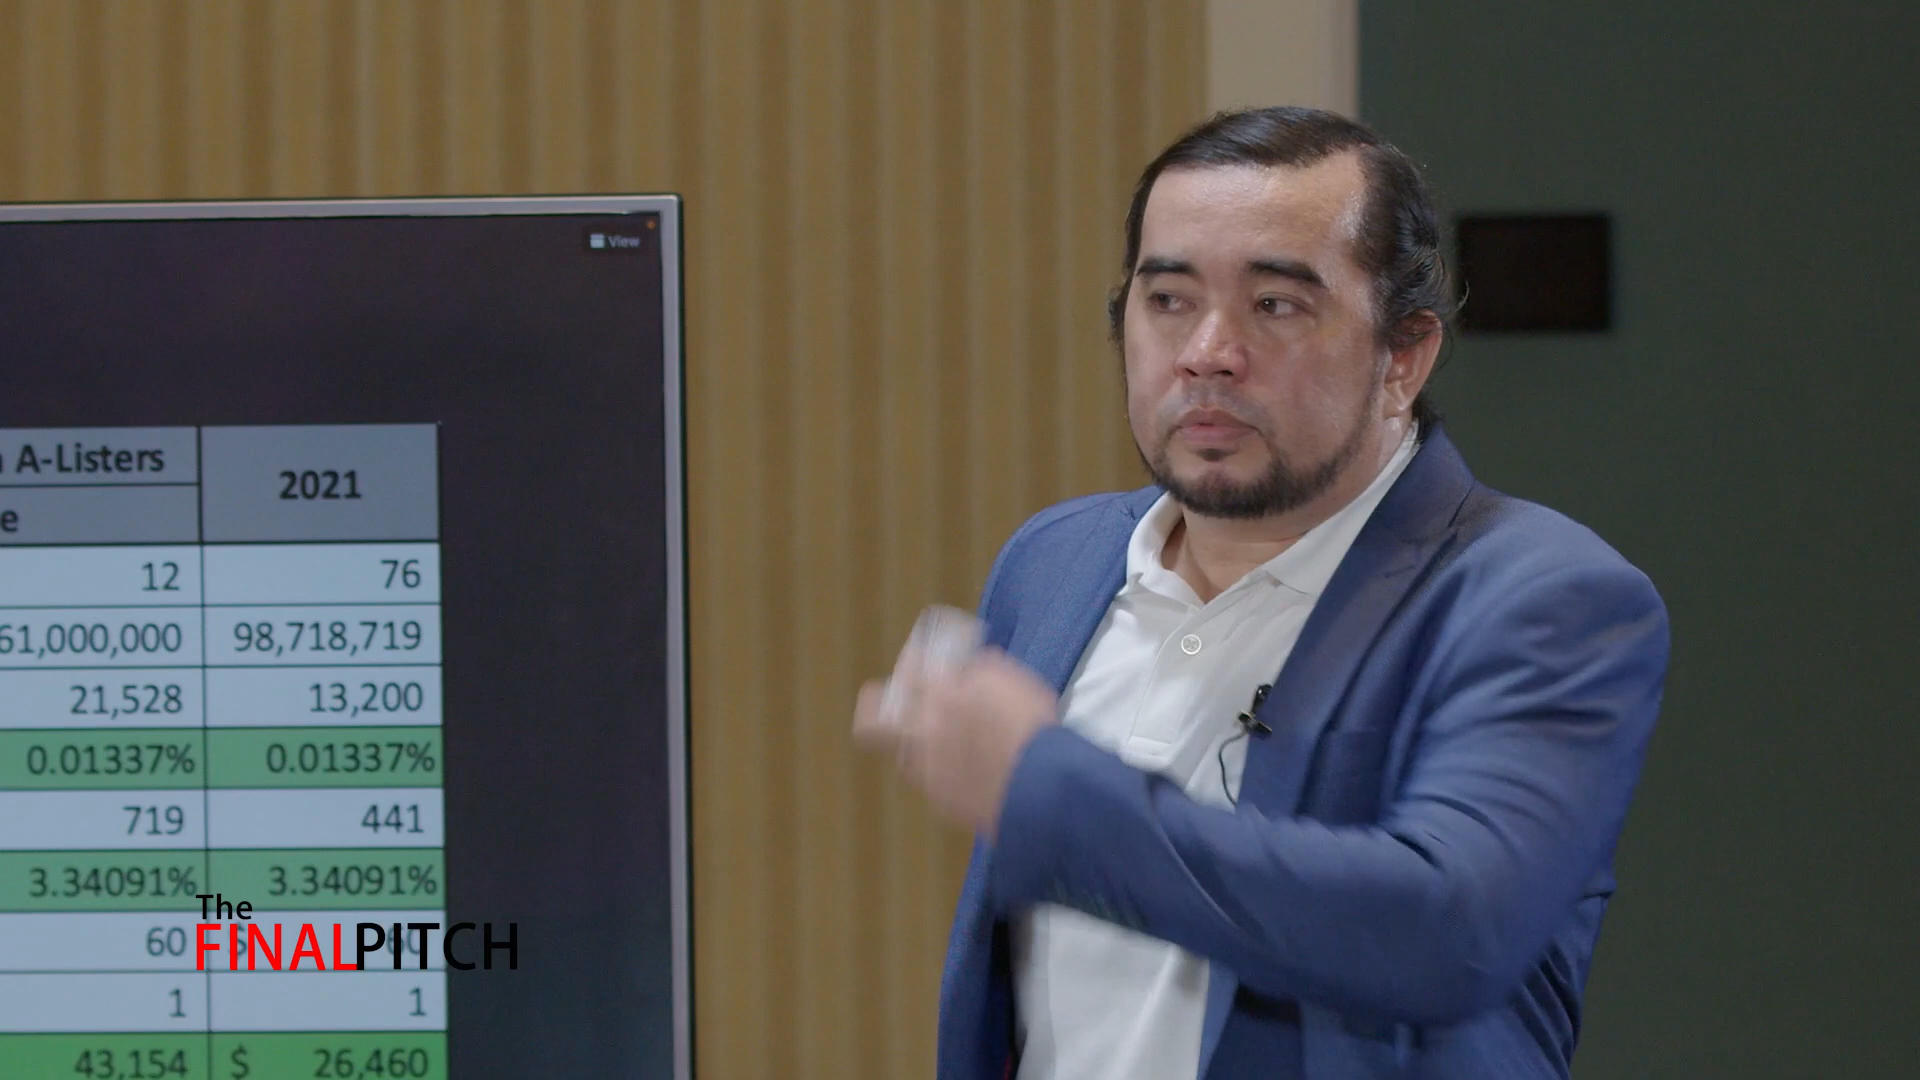 View
A-Listers
2021
e
12 76
61,000,000 98,718,719
21,528 13,200
0.01337% 0.01337%
719 441
3.34091% 3.34091%
60 $ 60
1 1
43,154 $ 26,460
The
FINALPITCH